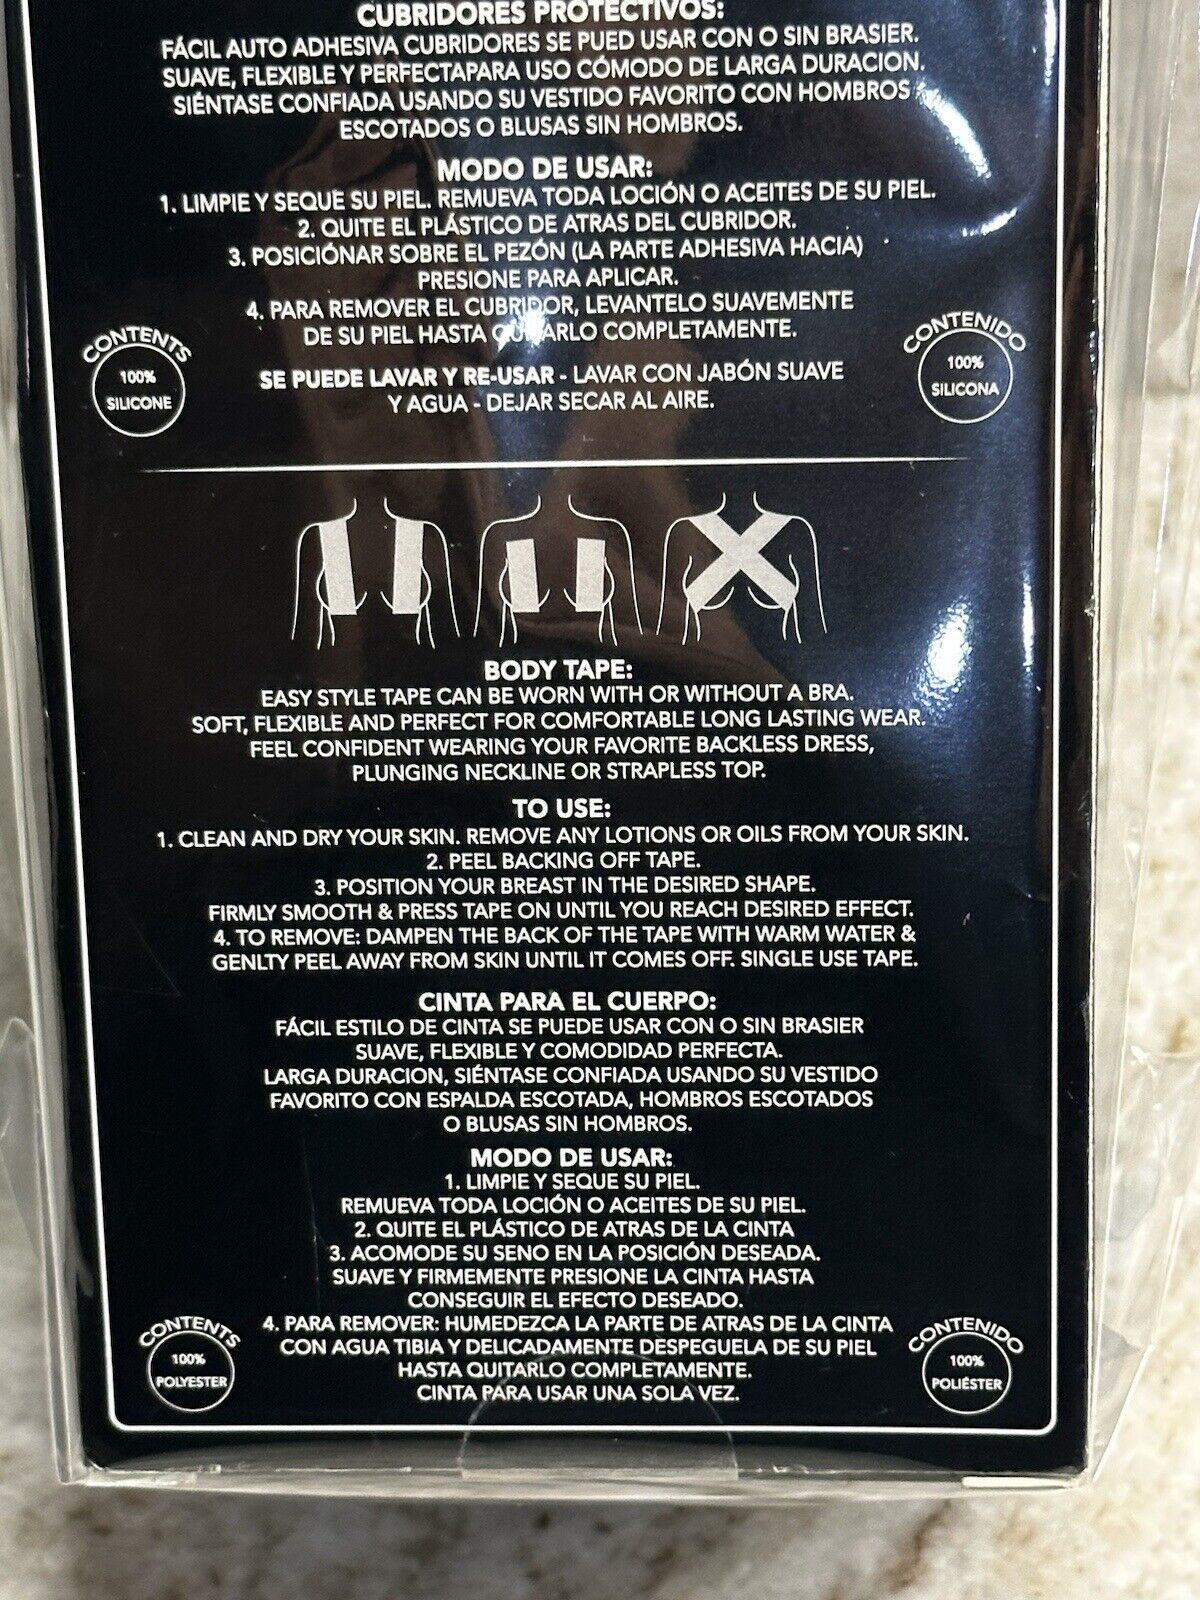 CUBRIDORES PROTECTIVOS:
FÁCIL AUTO ADHESIVA CUBRIDORES SE PUED USAR CON O SIN BRASIER.
SUAVE, FLEXIBLE Y PERFECTAPARA USO CÓMODO DE LARGA DURACION.
SIÉNTASE CONFIADA USANDO SU VESTIDO FAVORITO CON HOMBROS
ESCOTADOS O BLUSAS SIN HOMBROS.
MODO DE USAR:
1. LIMPIE Y SEQUE SU PIEL. REMUEVA TODA LOCIÓN O ACEITES DE SU PIEL.
2. QUITE EL PLÁSTICO DE ATRAS DEL CUBRIDOR.
3. POSICIÓNAR SOBRE EL PEZÓN (LA PARTE ADHESIVA HACIA)
PRESIONE PARA APLICAR.
4. PARA REMOVER EL CUBRIDOR, LEVANTELO SUAVEMENTE
DE SU PIEL HASTA QUITARLO COMPLETAMENTE.
CONTENTS
100%
SILICONE
CONTENIDO
100%
SILICONA
SE PUEDE LAVAR Y RE-USAR - LAVAR CON JABÓN SUAVE
Y AGUA - DEJAR SECAR AL AIRE.
BODY TAPE:
EASY STYLE TAPE CAN BE WORN WITH OR WITHOUT A BRA.
SOFT, FLEXIBLE AND PERFECT FOR COMFORTABLE LONG LASTING WEAR.
FEEL CONFIDENT WEARING YOUR FAVORITE BACKLESS DRESS,
PLUNGING NECKLINE OR STRAPLESS TOP.
TO USE:
1. CLEAN AND DRY YOUR SKIN. REMOVE ANY LOTIONS OR OILS FROM YOUR SKIN.
2. PEEL BACKING OFF TAPE.
3. POSITION YOUR BREAST IN THE DESIRED SHAPE.
FIRMLY SMOOTH & PRESS TAPE ON UNTIL YOU REACH DESIRED EFFECT.
4. TO REMOVE: DAMPEN THE BACK OF THE TAPE WITH WARM WATER &
GENLTY PEEL AWAY FROM SKIN UNTIL IT COMES OFF. SINGLE USE TAPE.
CINTA PARA EL CUERPO:
FÁCIL ESTILO DE CINTA SE PUEDE USAR CON O SIN BRASIER
SUAVE, FLEXIBLE Y COMODIDAD PERFECTA.
LARGA DURACION, SIÉNTASE CONFIADA USANDO SU VESTIDO
FAVORITO CON ESPALDA ESCOTADA, HOMBROS ESCOTADOS
O BLUSAS SIN HOMBROS.
MODO DE USAR:
1. LIMPIE Y SEQUE SU PIEL.
REMUEVA TODA LOCIÓN O ACEITES DE SU PIEL.
2. QUITE EL PLÁSTICO DE ATRAS DE LA CINTA
3. ACOMODE SU SENO EN LA POSICIÓN DESEADA.
SUAVE Y FIRMEMENTE PRESIONE LA CINTA HASTA
CONSEGUIR EL EFECTO DESEADO.
4. PARA REMOVER: HUMEDEZCA LA PARTE DE ATRAS DE LA CINTA
CON AGUA TIBIA Y DELICADAMENTE DESPEGUELA DE SU PIEL
HASTA QUITARLO COMPLETAMENTE.
CINTA PARA USAR UNA SOLA VEZ.
CONTENTS
100%
POLYESTER
CONTENIDO
100%
POLIÉSTER